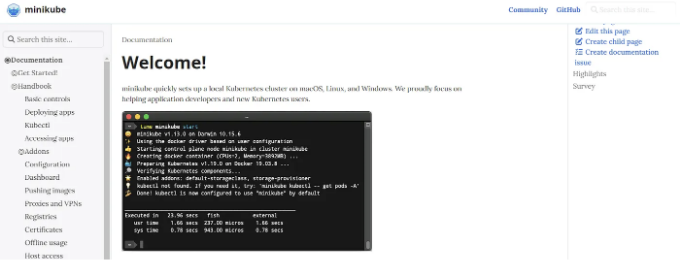 minikube
Community
GitHub
Search this site...
Search this site...
Documentation
Get Started!
Handbook
Basic controls
Deploying apps
Kubectl
Accessing apps
Addons
Configuration
Dashboard
Pushing images
Proxies and VPNs
Registries
Certificates
Offline usage
Host access
Documentation
Welcome!
minikube quickly sets up a local Kubernetes cluster on macOS, Linux, and Windows. We proudly focus on
helping application developers and new Kubernetes users.
time minikube start
minikube v1.13.0 on Darwin 10.15.6
Using the docker driver based on user configuration
Starting control plane node minikube in cluster minikube
Creating docker container (CPUs=2, Memory=3892MB) ...
Preparing Kubernetes v1.19.0 on Docker 19.03.8 ...
Verifying Kubernetes components...
Enabled addons: default-storageclass, storage-provisioner
kubectl not found. If you need it, try: 'minikube kubectl -- get pods -A'
Done! kubectl is now configured to use "minikube" by default
Executed in 23.96 secs fish external
usr time 1.66 secs 237.00 micros 1.66 secs
sys time 0.78 secs 943.00 micros 0.78 secs
Edit this page
Create child page
Create documentation
issue
Highlights
Survey